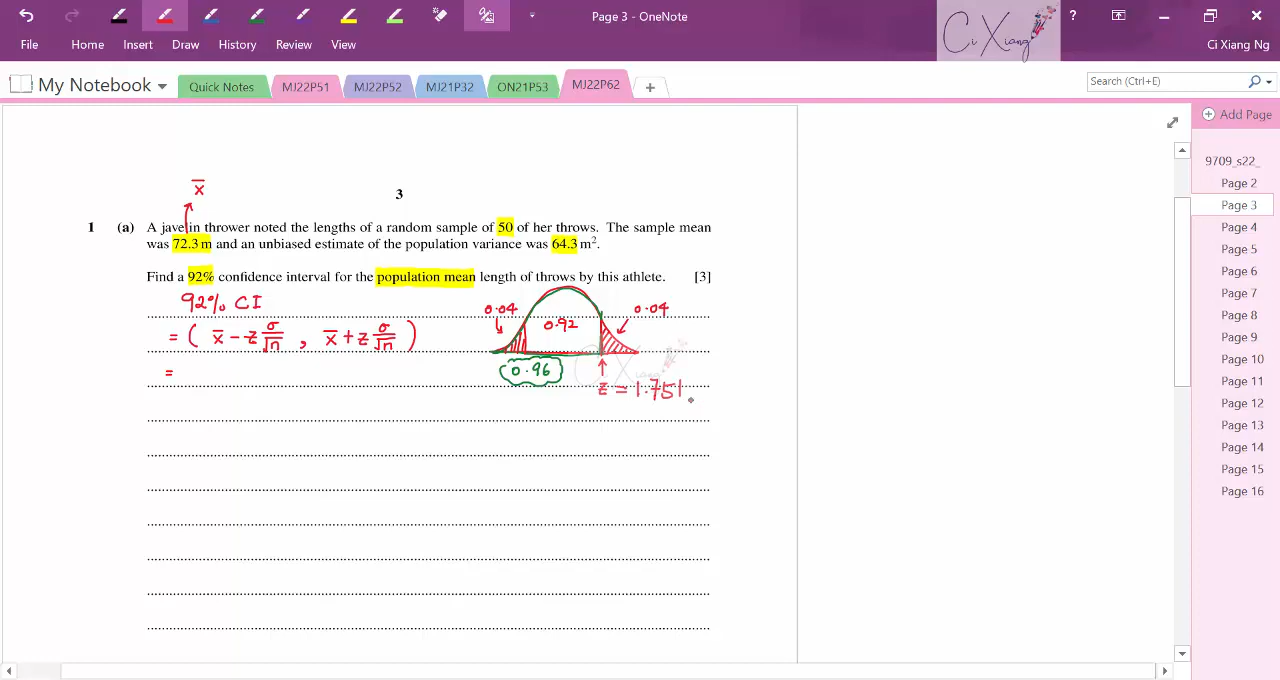 Page 3 - OneNote
Ci Xiang
?
File Home Insert Draw History Review View
Ci Xiang Ng
My Notebook
Quick Notes MJ22P51 MJ22P52 MJ21P32 ON21P53 MJ22P62
Search (Ctrl+E)
Add Page
9709_s22_
Page 2
Page 3
Page 4
Page 5
Page 6
Page 7
Page 8
Page 9
Page 10
Page 11
Page 12
Page 13
Page 14
Page 15
Page 16
x̄
3
1 (a) A javelin thrower noted the lengths of a random sample of 50 of her throws. The sample mean
was 72.3 m and an unbiased estimate of the population variance was 64.3 m².
Find a 92% confidence interval for the population mean length of throws by this athlete. [3]
92% CI
= ( x̄ - z σ/√n , x̄ + z σ/√n )
=
0.04
0.92
0.04
0.96
z = 1.751
Ci Xiang